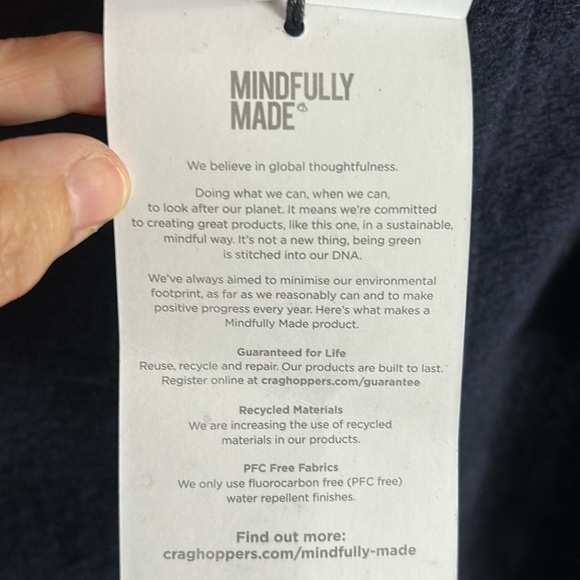 MINDFULLY
MADE
We believe in global thoughtfulness.
Doing what we can, when we can,
to look after our planet. It means we're committed
to creating great products, like this one, in a sustainable,
mindful way. It's not a new thing, being green
is stitched into our DNA.
We've always aimed to minimise our environmental
footprint, as far as we reasonably can and to make
positive progress every year. Here's what makes a
Mindfully Made product.
Guaranteed for Life
Reuse, recycle and repair. Our products are built to last.
Register online at craghoppers.com/guarantee
Recycled Materials
We are increasing the use of recycled
materials in our products.
PFC Free Fabrics
We only use fluorocarbon free (PFC free)
water repellent finishes.
Find out more:
craghoppers.com/mindfully-made